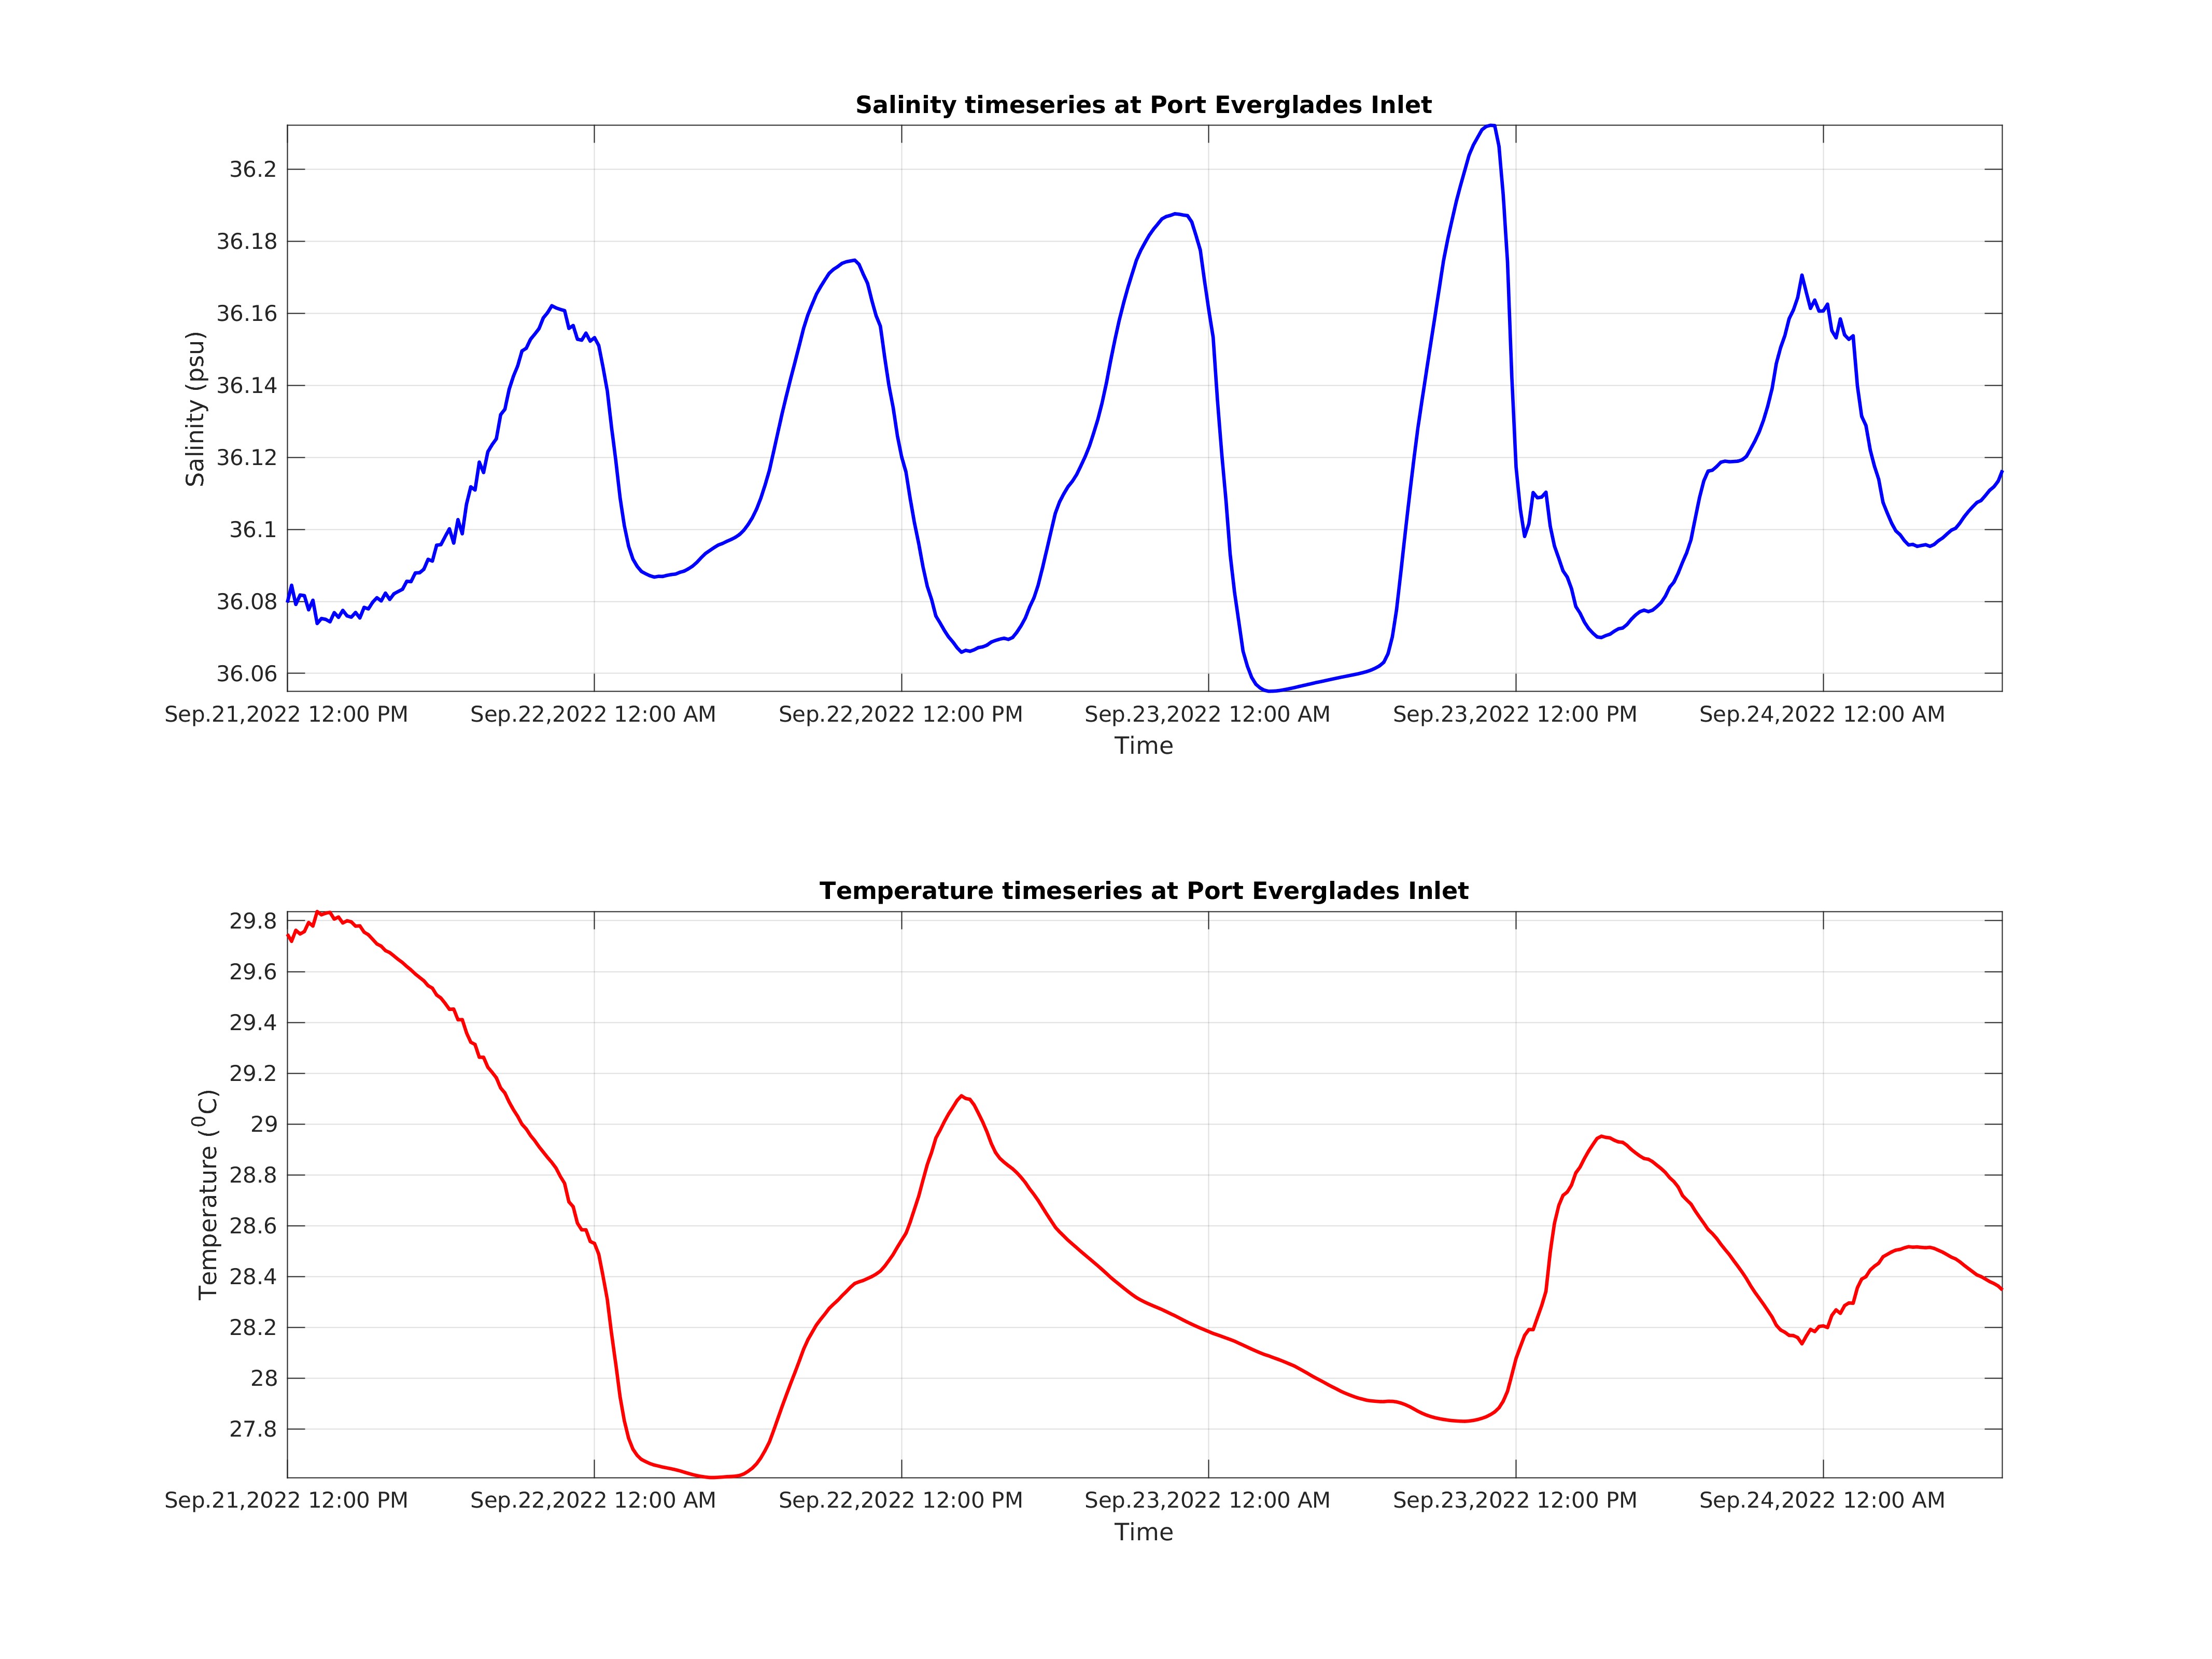 Salinity timeseries at Port Everglades Inlet
36.2
36.18
36.16
36.14
36.12
36.1
36.08
36.06
Salinity (psu)
Sep.21,2022 12:00 PM Sep.22,2022 12:00 AM Sep.22,2022 12:00 PM Sep.23,2022 12:00 AM Sep.23,2022 12:00 PM Sep.24,2022 12:00 AM
Time
Temperature timeseries at Port Everglades Inlet
29.8
29.6
29.4
29.2
29
28.8
28.6
28.4
28.2
28
27.8
Temperature (⁰C)
Sep.21,2022 12:00 PM Sep.22,2022 12:00 AM Sep.22,2022 12:00 PM Sep.23,2022 12:00 AM Sep.23,2022 12:00 PM Sep.24,2022 12:00 AM
Time